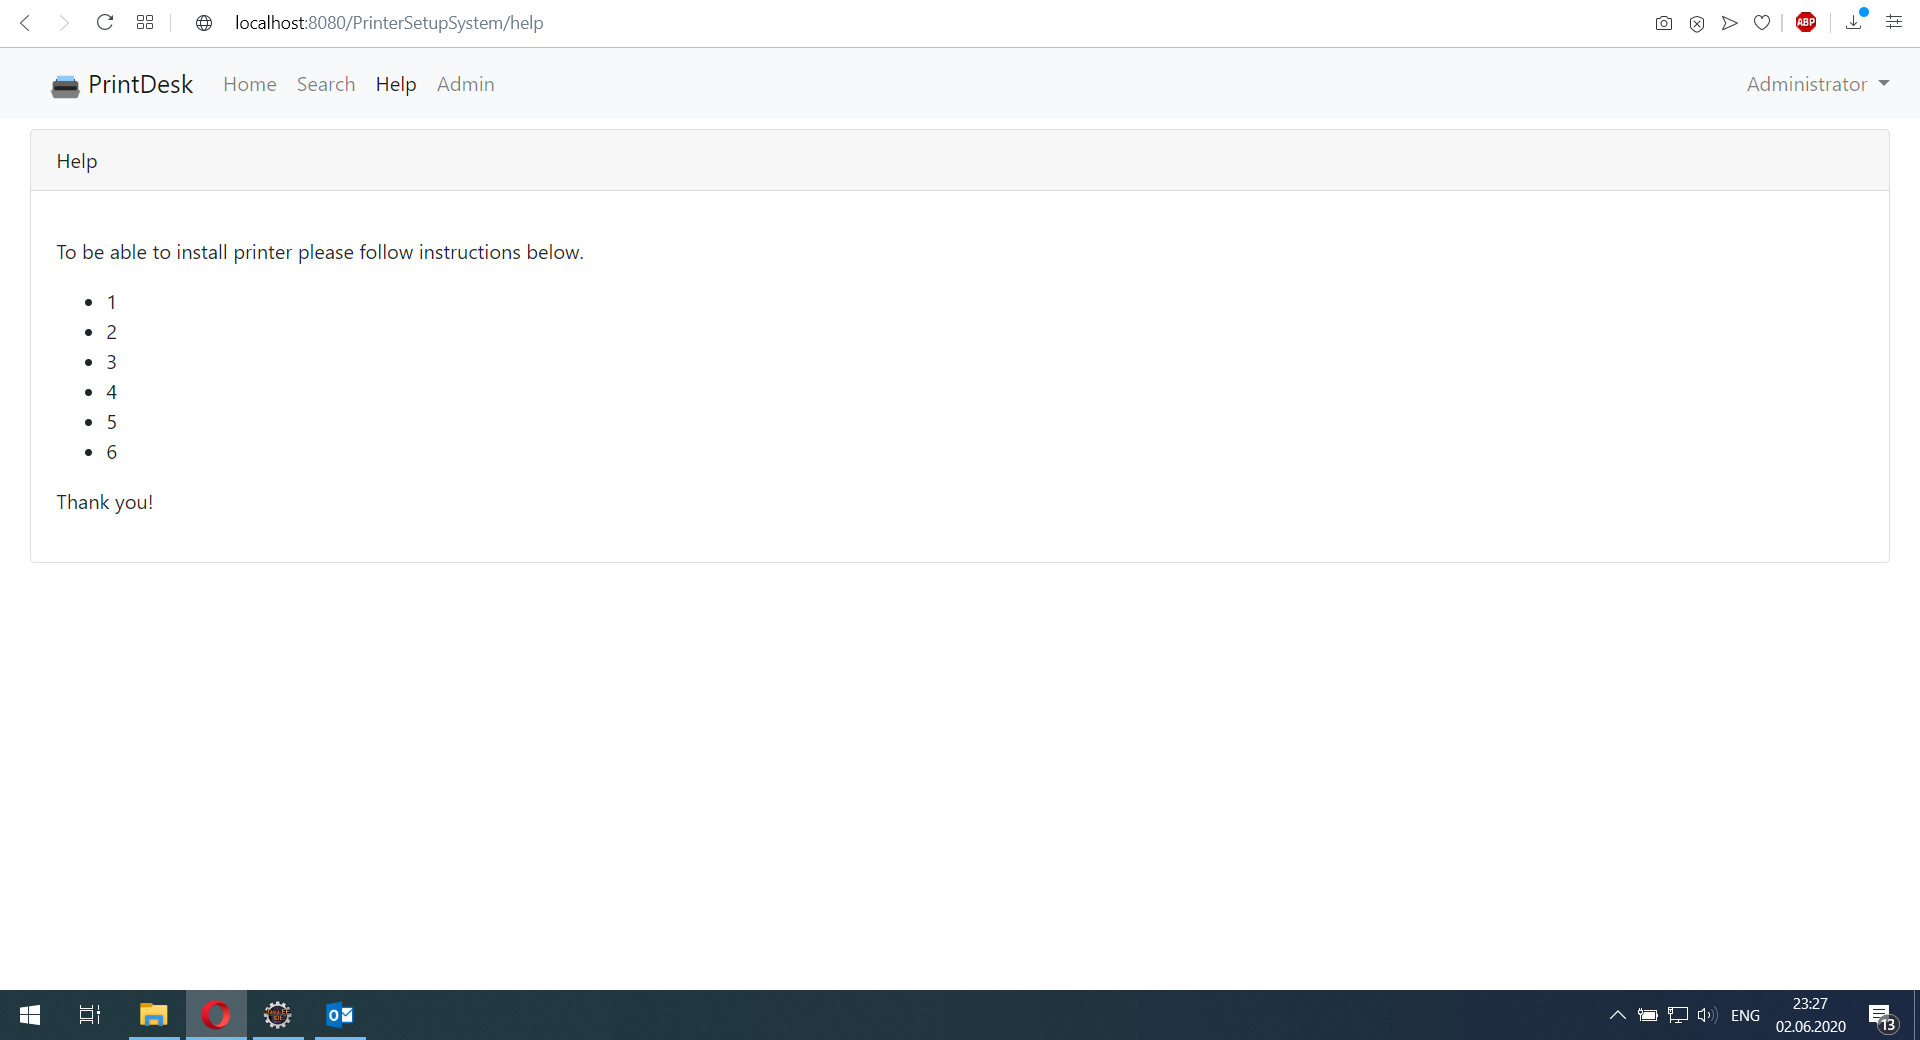 localhost:8080/PrinterSetupSystem/help
ABP
PrintDesk Home Search Help Admin Administrator
Help
To be able to install printer please follow instructions below.
1
2
3
4
5
6
Thank you!
ENG
23:27
02.06.2020
13